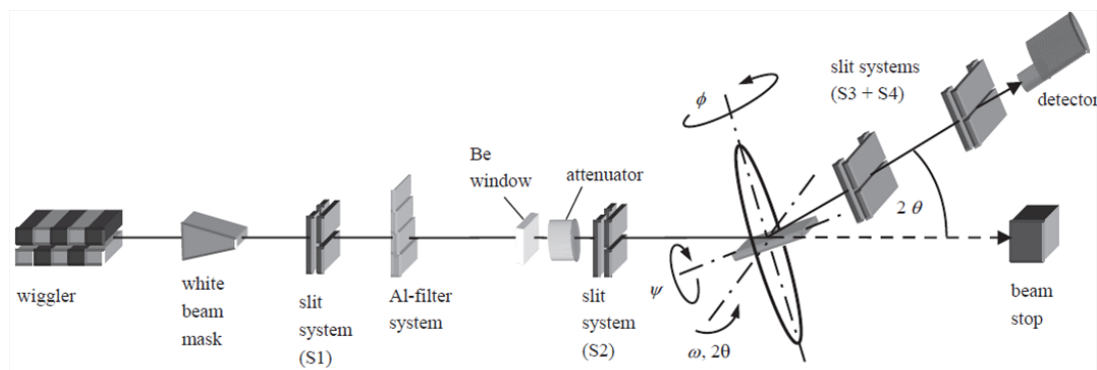 wiggler
white
beam
mask
slit
system
(S1)
Al-filter
system
Be
window
attenuator
slit
system
(S2)
ψ
ω, 2θ
ϕ
slit systems
(S3 + S4)
detector
2 θ
beam
stop